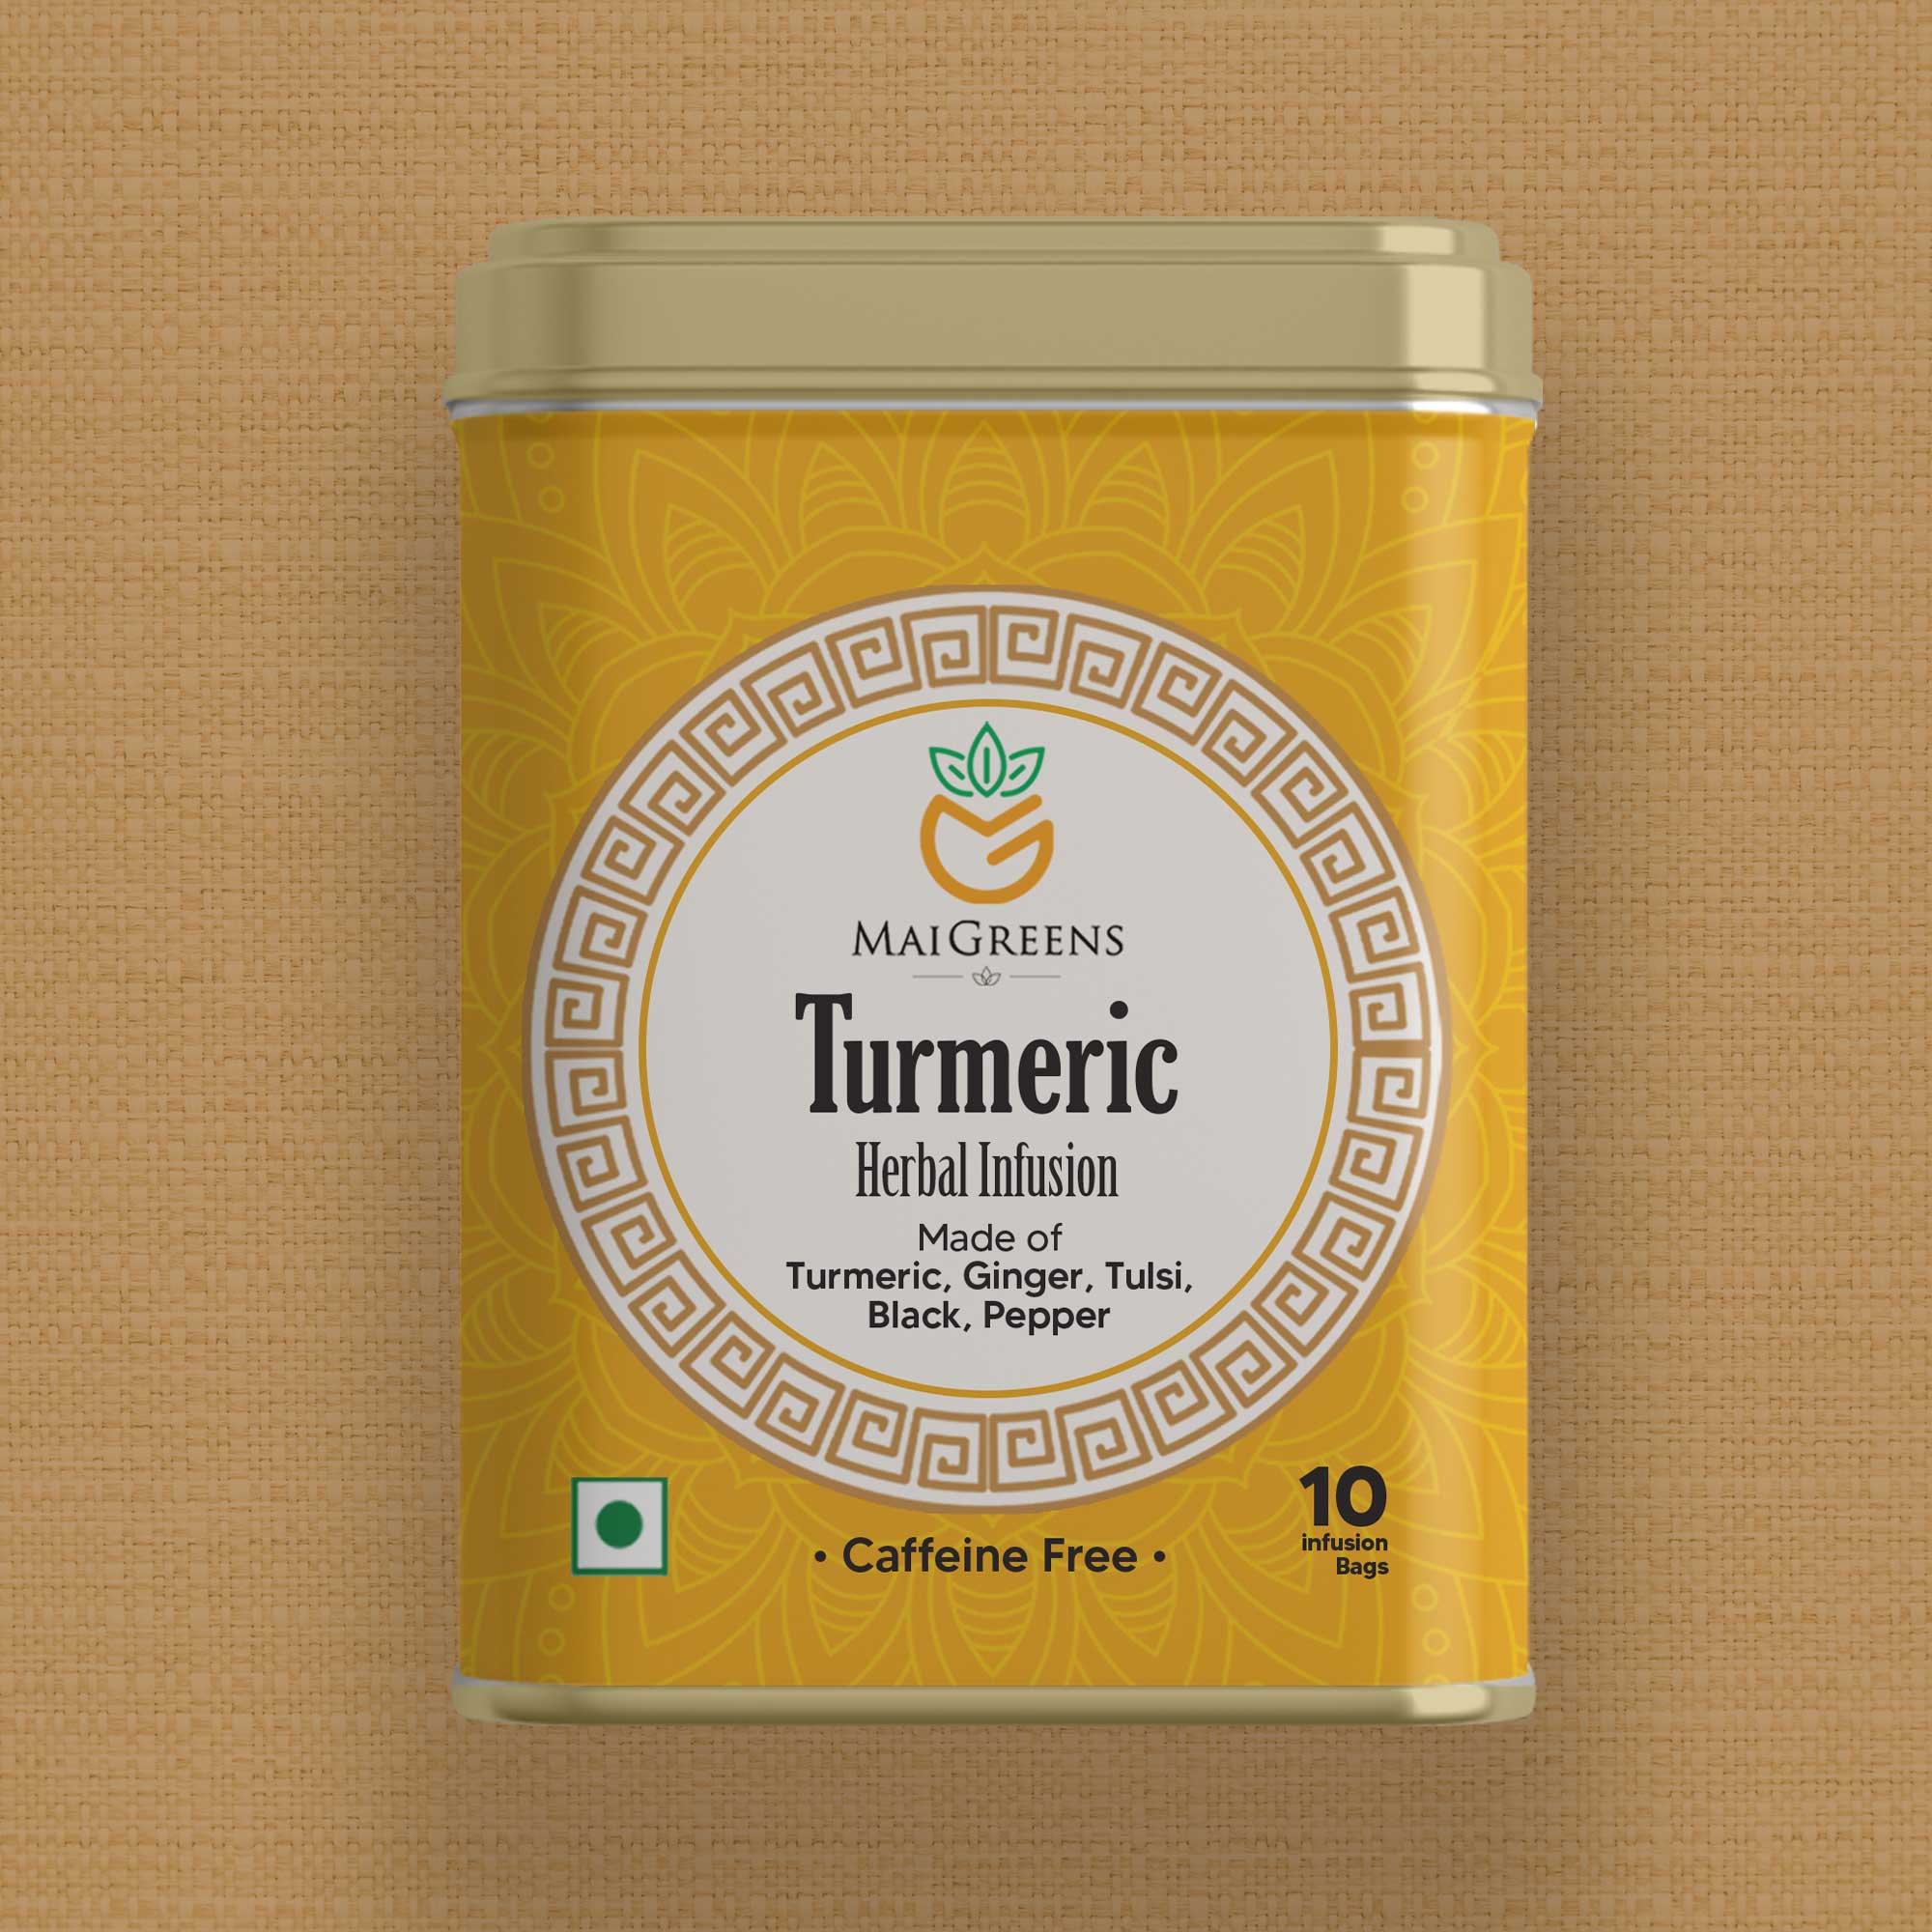 MAIGREENS
Turmeric
Herbal Infusion
Made of
Turmeric, Ginger, Tulsi,
Black, Pepper
10
infusion
Bags
• Caffeine Free •